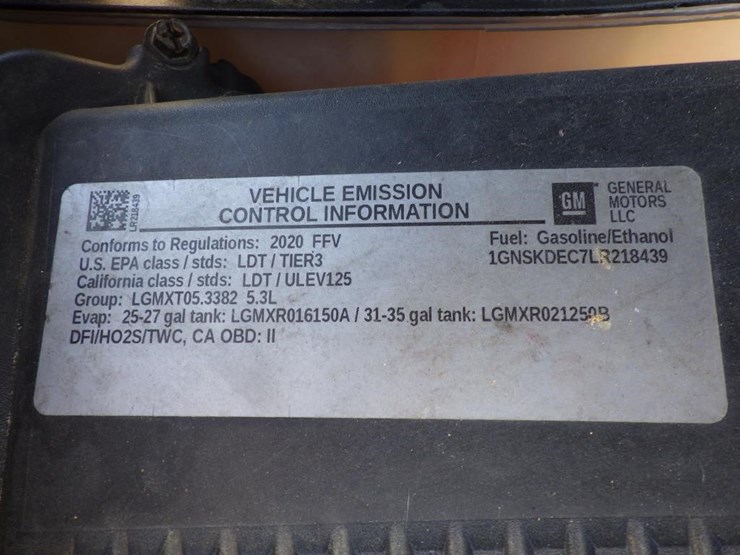 LR218439
VEHICLE EMISSION
CONTROL INFORMATION
GM
GENERAL
MOTORS
LLC
Conforms to Regulations: 2020 FFV
Fuel: Gasoline/Ethanol
U.S. EPA class / stds: LDT / TIER3
1GNSKDEC7LR218439
California class / stds: LDT / ULEV125
Group: LGMXT05.3382 5.3L
Evap: 25-27 gal tank: LGMXR016150A / 31-35 gal tank: LGMXR021250B
DFI/HO2S/TWC, CA OBD: II